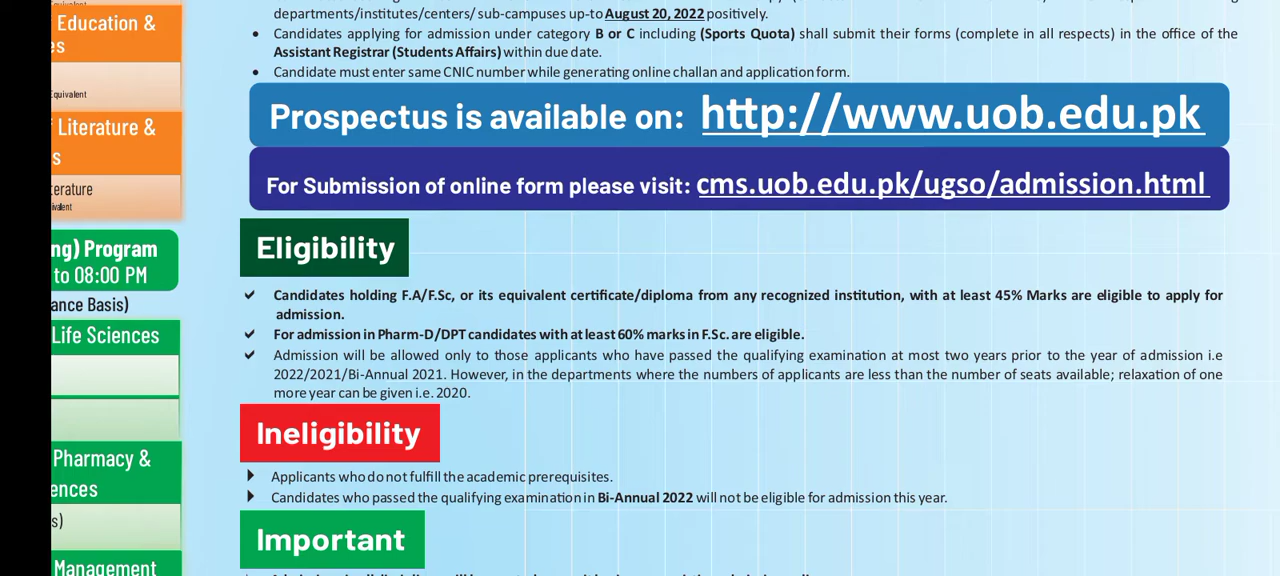 Education &
es
Equivalent
Literature &
s
terature
ivalent
ng) Program
to 08:00 PM
ance Basis)
Life Sciences
Pharmacy &
ences
s)
Management
departments/institutes/centers/ sub-campuses up-to August 20, 2022 positively.
• Candidates applying for admission under category B or C including (Sports Quota) shall submit their forms (complete in all respects) in the office of the
Assistant Registrar (Students Affairs) within due date.
• Candidate must enter same CNIC number while generating online challan and application form.
Prospectus is available on: http://www.uob.edu.pk
For Submission of online form please visit: cms.uob.edu.pk/ugso/admission.html
Eligibility
Candidates holding F.A/F.Sc, or its equivalent certificate/diploma from any recognized institution, with at least 45% Marks are eligible to apply for
admission.
For admission in Pharm-D/DPT candidates with at least 60% marks in F.Sc. are eligible.
Admission will be allowed only to those applicants who have passed the qualifying examination at most two years prior to the year of admission i.e
2022/2021/Bi-Annual 2021. However, in the departments where the numbers of applicants are less than the number of seats available; relaxation of one
more year can be given i.e. 2020.
Ineligibility
Applicants who do not fulfill the academic prerequisites.
Candidates who passed the qualifying examination in Bi-Annual 2022 will not be eligible for admission this year.
Important